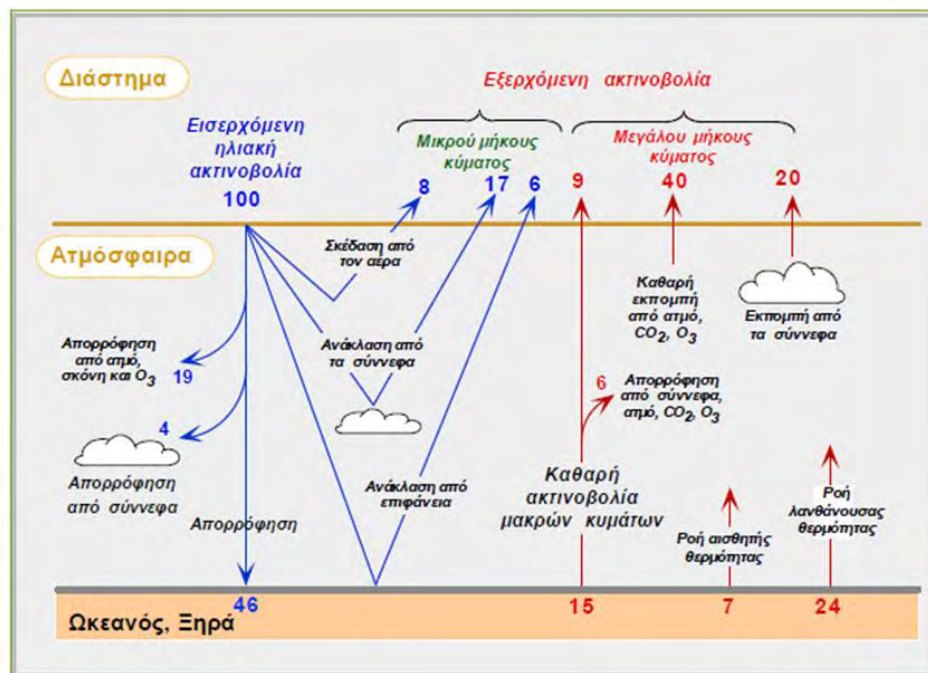 Διάστημα
Εξερχόμενη ακτινοβολία
Εισερχόμενη
ηλιακή
ακτινοβολία
100
Μικρού μήκους
κύματος
Μεγάλου μήκους
κύματος
8
17
6
9
40
20
Ατμόσφαιρα
Σκέδαση από
τον αέρα
Καθαρή
εκπομπή
από ατμό,
CO2, O3
Εκπομπή από
τα σύννεφα
Απορρόφηση
από ατμό,
σκόνη και O3
19
Ανάκλαση από
τα σύννεφα
6
Απορρόφηση
από σύννεφα,
ατμό, CO2, O3
4
Απορρόφηση
από σύννεφα
Απορρόφηση
Ανάκλαση από
επιφάνεια
Καθαρή
ακτινοβολία
μακρών κυμάτων
Ροή αισθητής
θερμότητας
Ροή
λανθάνουσας
θερμότητας
46
15
7
24
Ωκεανός, Ξηρά